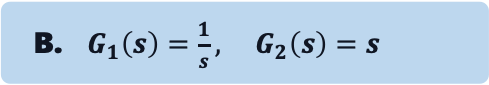 B. G₁(s) = 1/s, G₂(s) = s